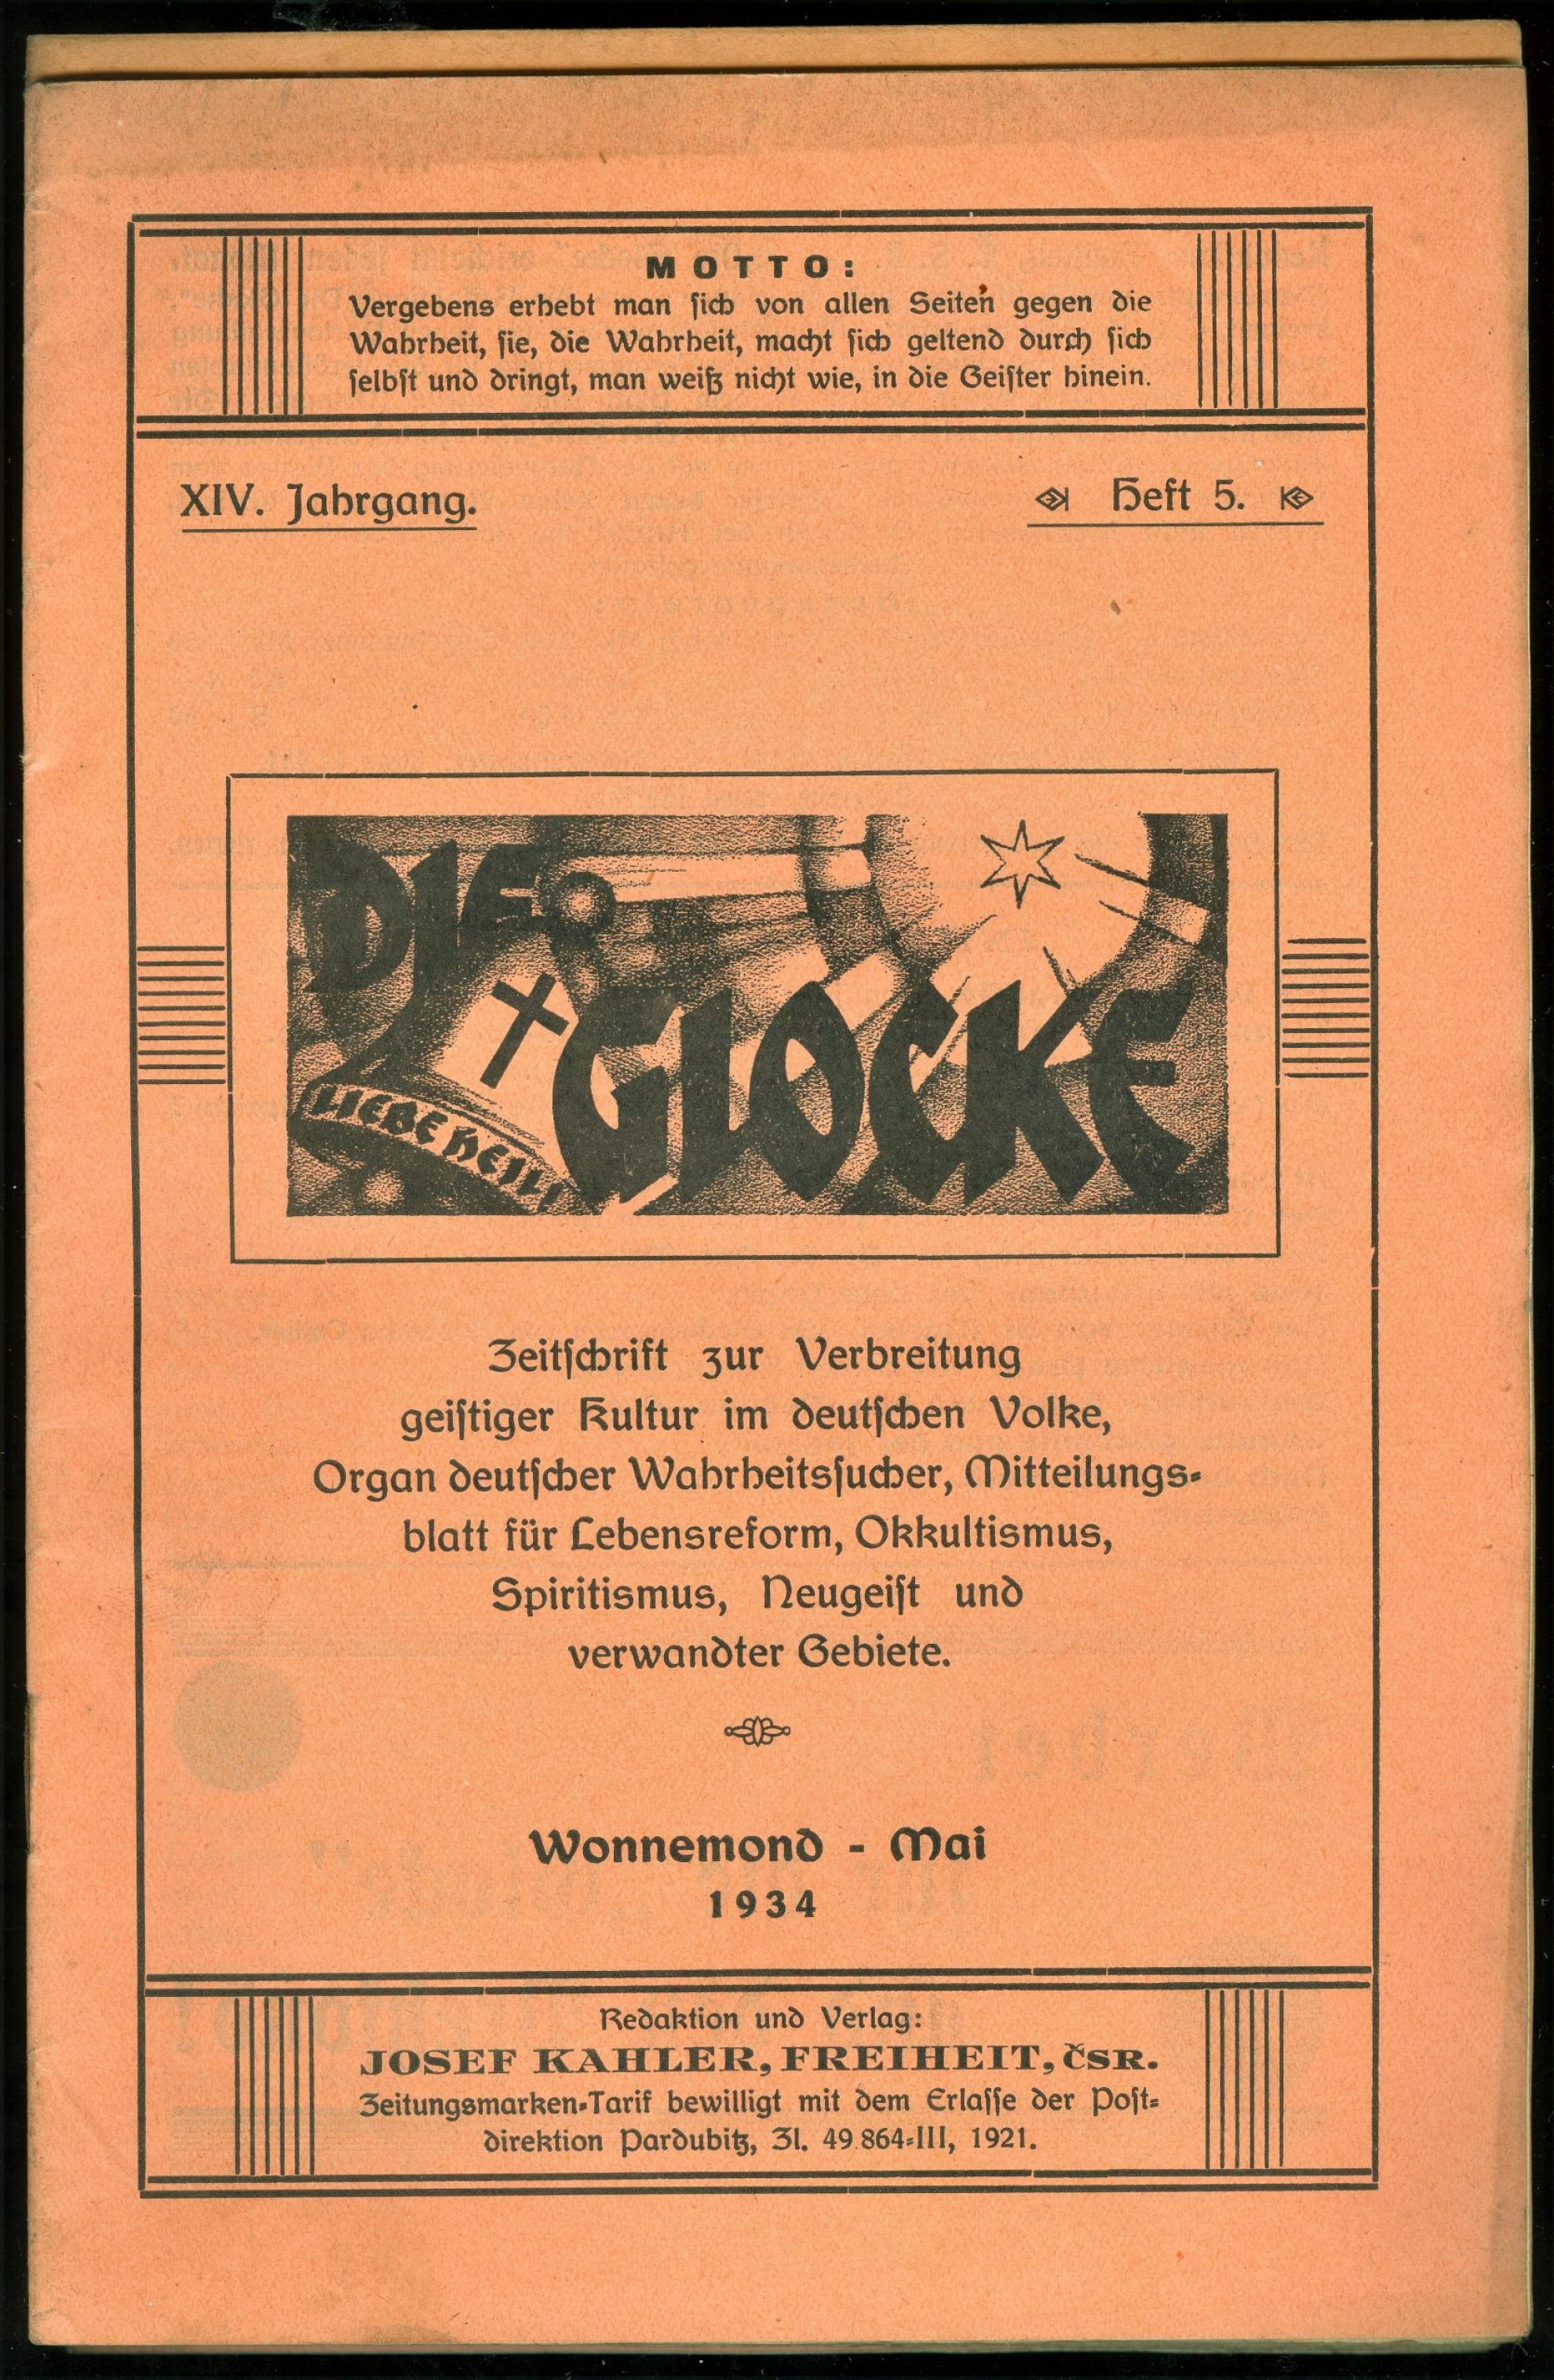 MOTTO:
Vergebens erhebt man sich von allen Seiten gegen die
Wahrheit, sie, die Wahrheit, macht sich geltend durch sich
selbst und dringt, man weiß nicht wie, in die Geister hinein.
XIV. Jahrgang.
Heft 5.
DIE
GLOCKE
LIEBE HEILT
Zeitschrift zur Verbreitung
geistiger Kultur im deutschen Volke,
Organ deutscher Wahrheitssucher, Mitteilungs-
blatt für Lebensreform, Okkultismus,
Spiritismus, Neugeist und
verwandter Gebiete.
Wonnemond - Mai
1934
Redaktion und Verlag:
JOSEF KAHLER, FREIHEIT, ČSR.
Zeitungsmarken-Tarif bewilligt mit dem Erlasse der Post-
direktion Pardubitz, Zl. 49.864-III, 1921.